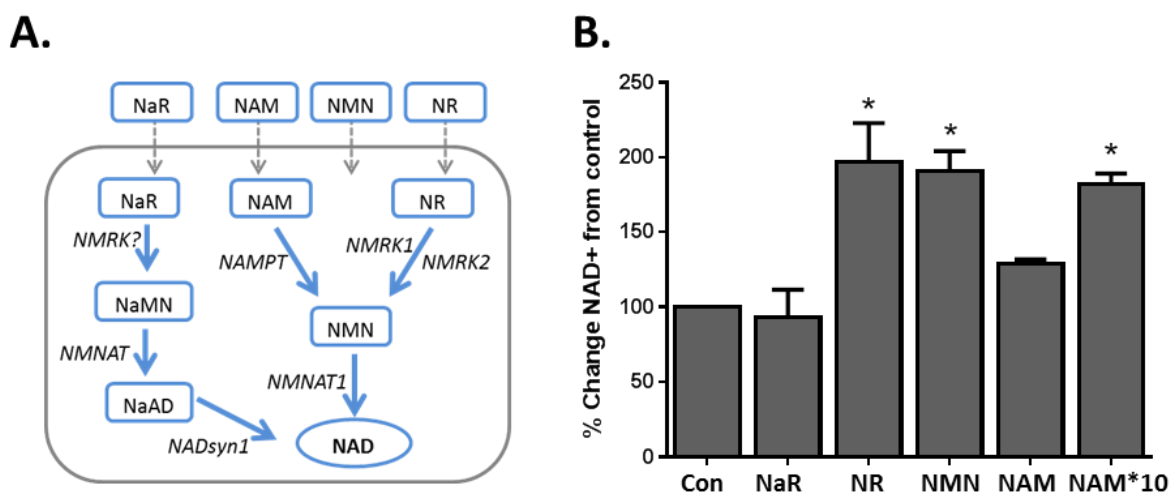 A.
NaR NAM NMN NR
NaR NAM NR
NMRK? NAMPT NMRK1 NMRK2
NaMN NMN
NMNAT NMNAT1
NaAD
NADsyn1 NAD
B.
% Change NAD+ from control
250
200
150
100
50
0
* * *
Con NaR NR NMN NAM NAM*10